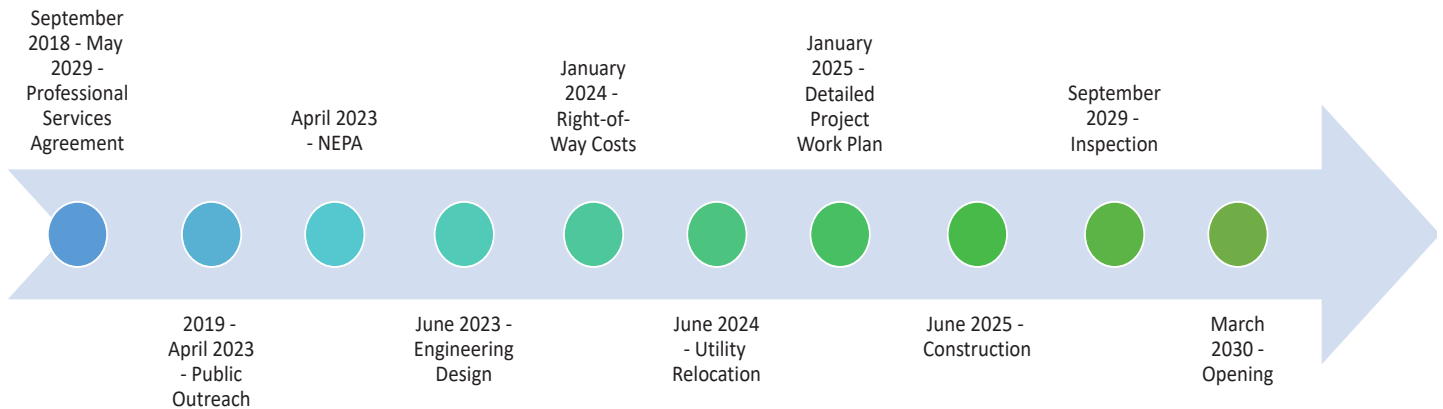 September
2018 - May
2029 -
Professional
Services
Agreement
2019 -
April 2023
- Public
Outreach
April 2023
- NEPA
June 2023 -
Engineering
Design
January
2024 -
Right-of-
Way Costs
June 2024
- Utility
Relocation
January
2025 -
Detailed
Project
Work Plan
June 2025 -
Construction
September
2029 -
Inspection
March
2030 -
Opening